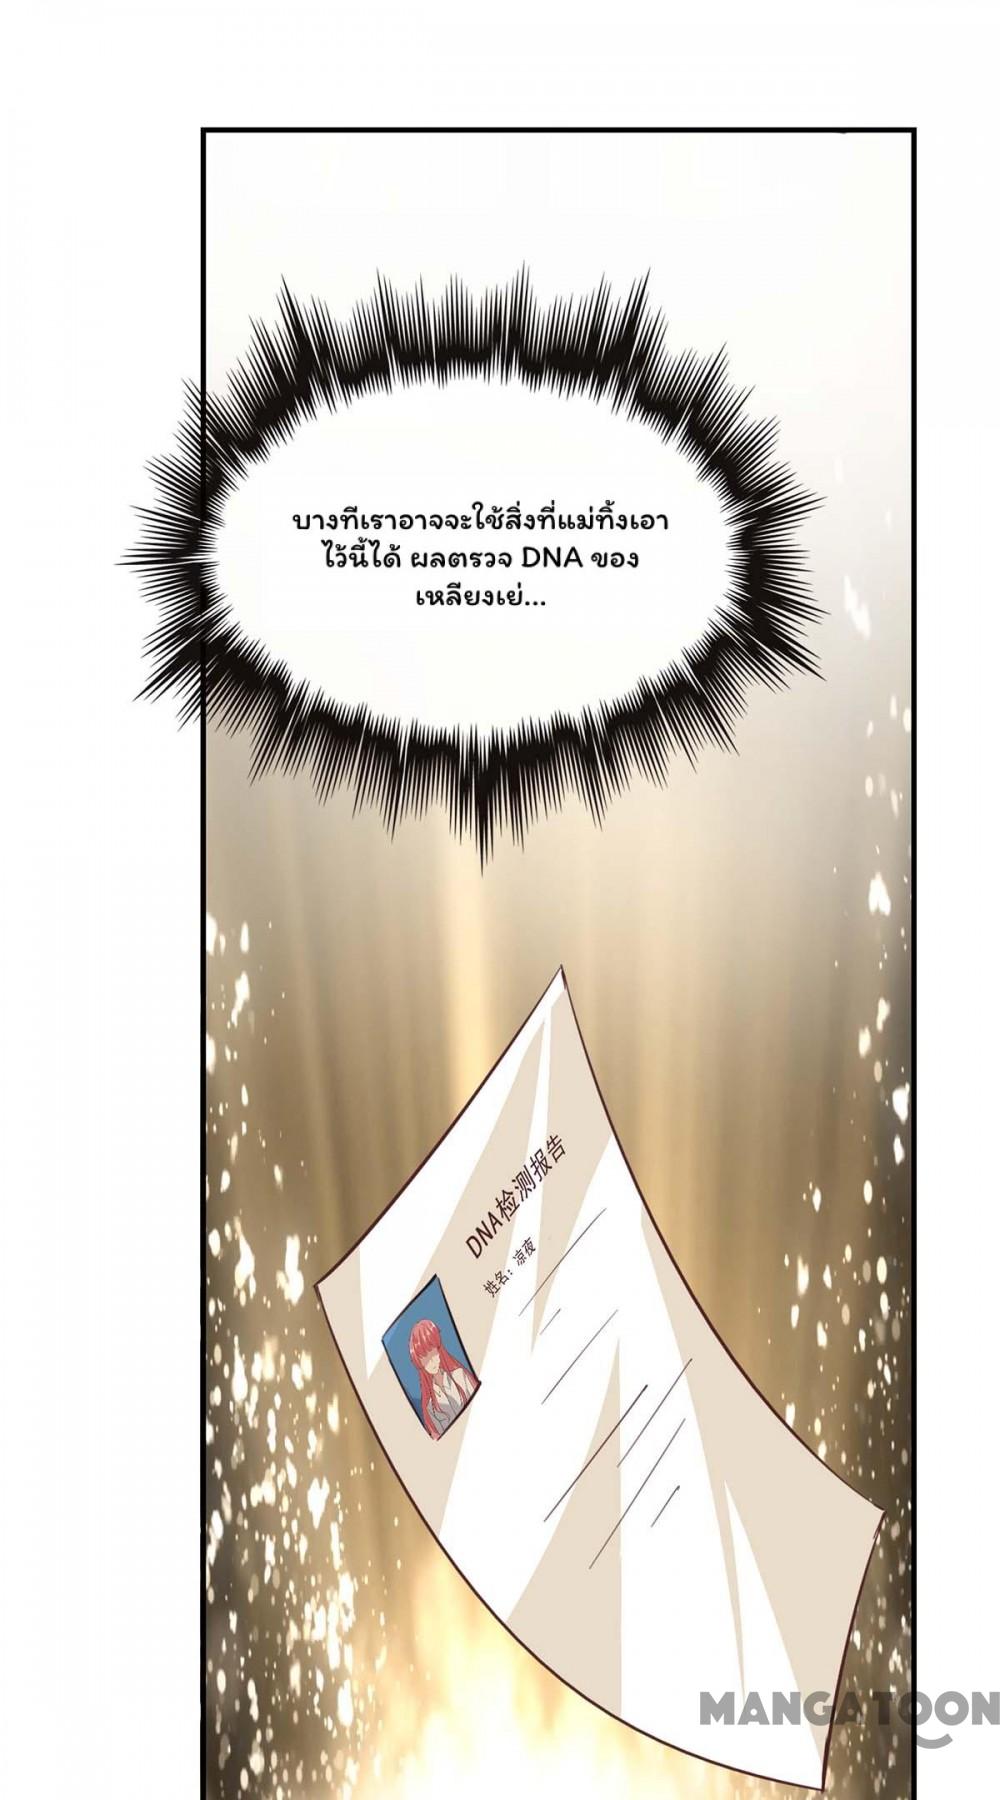 บางทีเราอาจจะใช้สิ่งที่แม่ทิ้งเอา
ไว้นี้ได้ ผลตรวจ DNA ของ
เหลียงเย่...
DNA检测报告
姓名：凉夜
MANGATOON